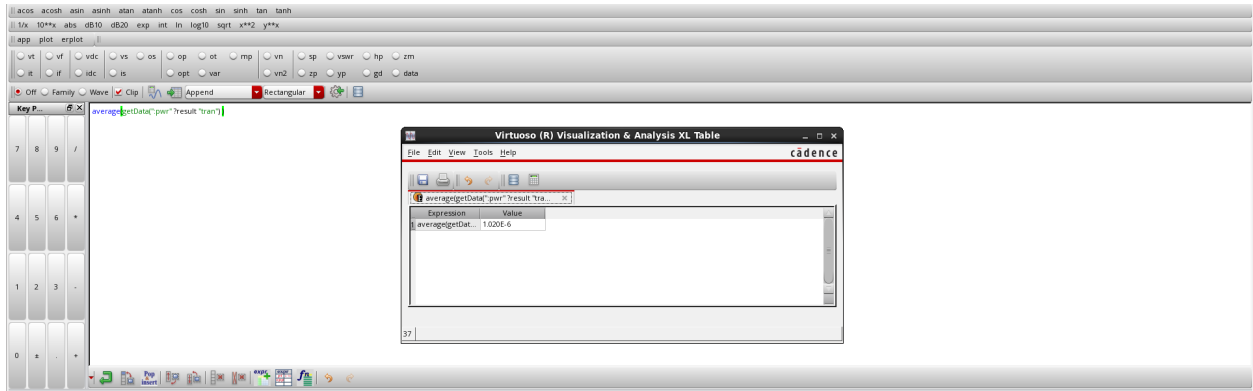 acos acosh asin asinh atan atanh cos cosh sin sinh tan tanh
1/x 10**x abs dB10 dB20 exp int ln log10 sqrt x**2 y**x
app plot erplot
vt vf vdc vs os op ot mp vn sp vswr hp zm
it if idc is opt var vn2 zp yp gd data
Off Family Wave Clip Append Rectangular
Key P...
average(getData(":pwr" ?result "tran"))
7 8 9 /
4 5 6 *
1 2 3 -
0 ± . +
Virtuoso (R) Visualization & Analysis XL Table
File Edit View Tools Help
cādence
average(getData(":pwr" ?result "tra...
Expression Value
1 average(getDat... 1.020E-6
37
Pop
insert
expr
expr
fn